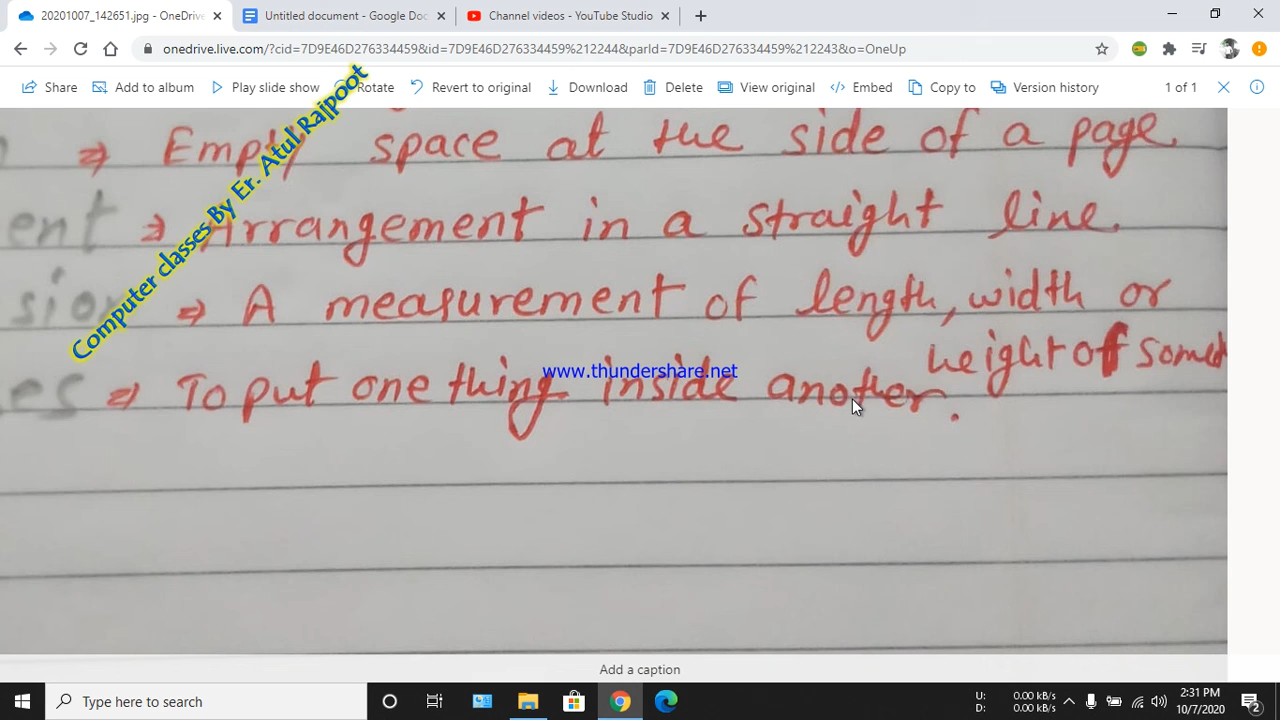 20201007_142651.jpg - OneDrive
Untitled document - Google Doc
Channel videos - YouTube Studio
onedrive.live.com/?cid=7D9E46D276334459&id=7D9E46D276334459%212244&parId=7D9E46D276334459%212243&o=OneUp
Share Add to album Play slide show Rotate Revert to original Download Delete View original Embed Copy to Version history 1 of 1
⇒ Empty space at the side of a page.
ent ⇒ Arrangement in a straight line.
sion ⇒ A measurement of length, width or
height of somet
es ⇒ To put one thing inside another.
Computer classes By Er. Atul Rajpoot
www.thundershare.net
Add a caption
Type here to search
U: 0.00 kB/s
D: 0.00 kB/s
2:31 PM
10/7/2020
2